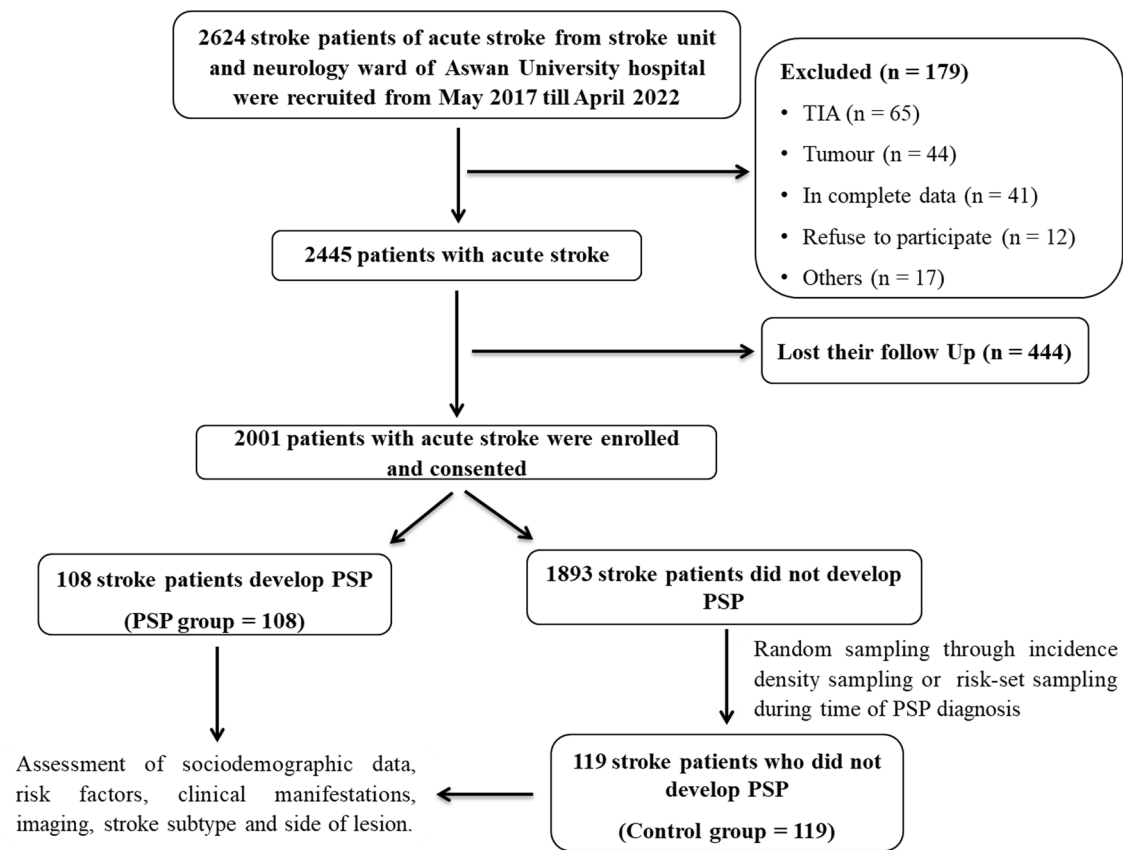 2624 stroke patients of acute stroke from stroke unit
and neurology ward of Aswan University hospital
were recruited from May 2017 till April 2022
Excluded (n = 179)
• TIA (n = 65)
• Tumour (n = 44)
• In complete data (n = 41)
• Refuse to participate (n = 12)
• Others (n = 17)
2445 patients with acute stroke
Lost their follow Up (n = 444)
2001 patients with acute stroke were enrolled
and consented
108 stroke patients develop PSP
(PSP group = 108)
1893 stroke patients did not develop
PSP
Random sampling through incidence
density sampling or risk-set sampling
during time of PSP diagnosis
119 stroke patients who did not
develop PSP
(Control group = 119)
Assessment of sociodemographic data,
risk factors, clinical manifestations,
imaging, stroke subtype and side of lesion.